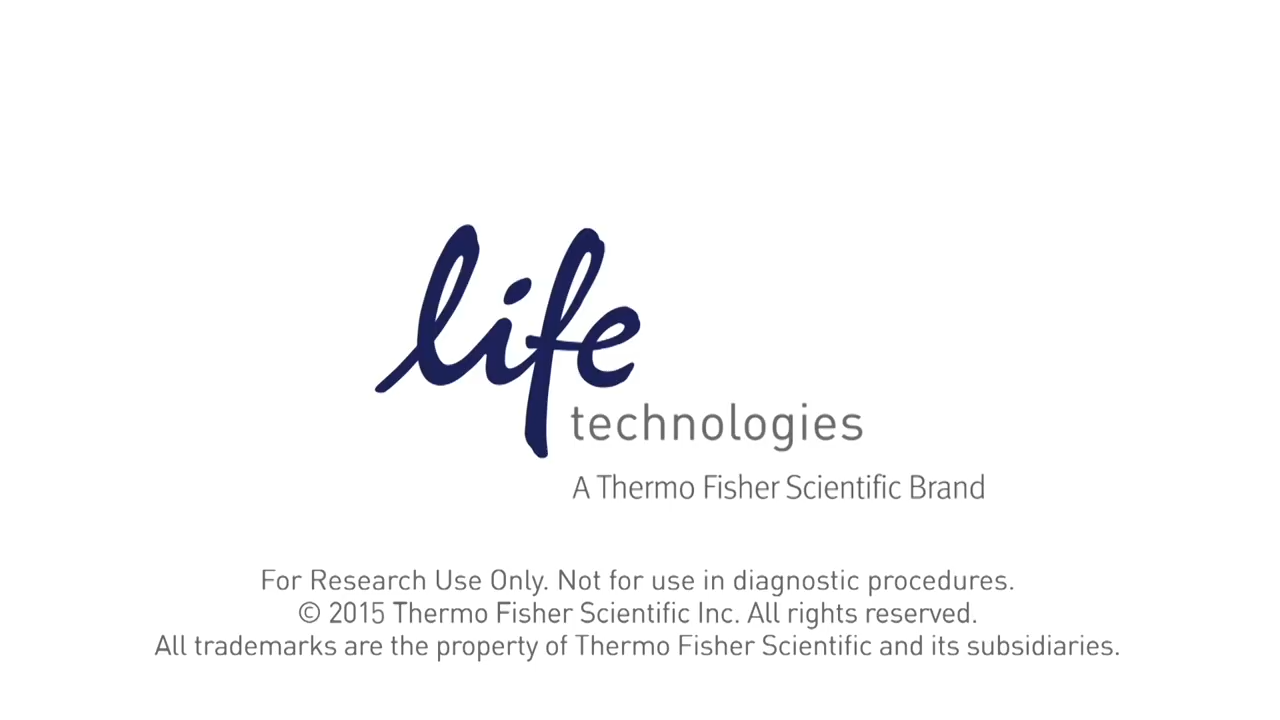 life
technologies
A Thermo Fisher Scientific Brand
For Research Use Only. Not for use in diagnostic procedures.
© 2015 Thermo Fisher Scientific Inc. All rights reserved.
All trademarks are the property of Thermo Fisher Scientific and its subsidiaries.